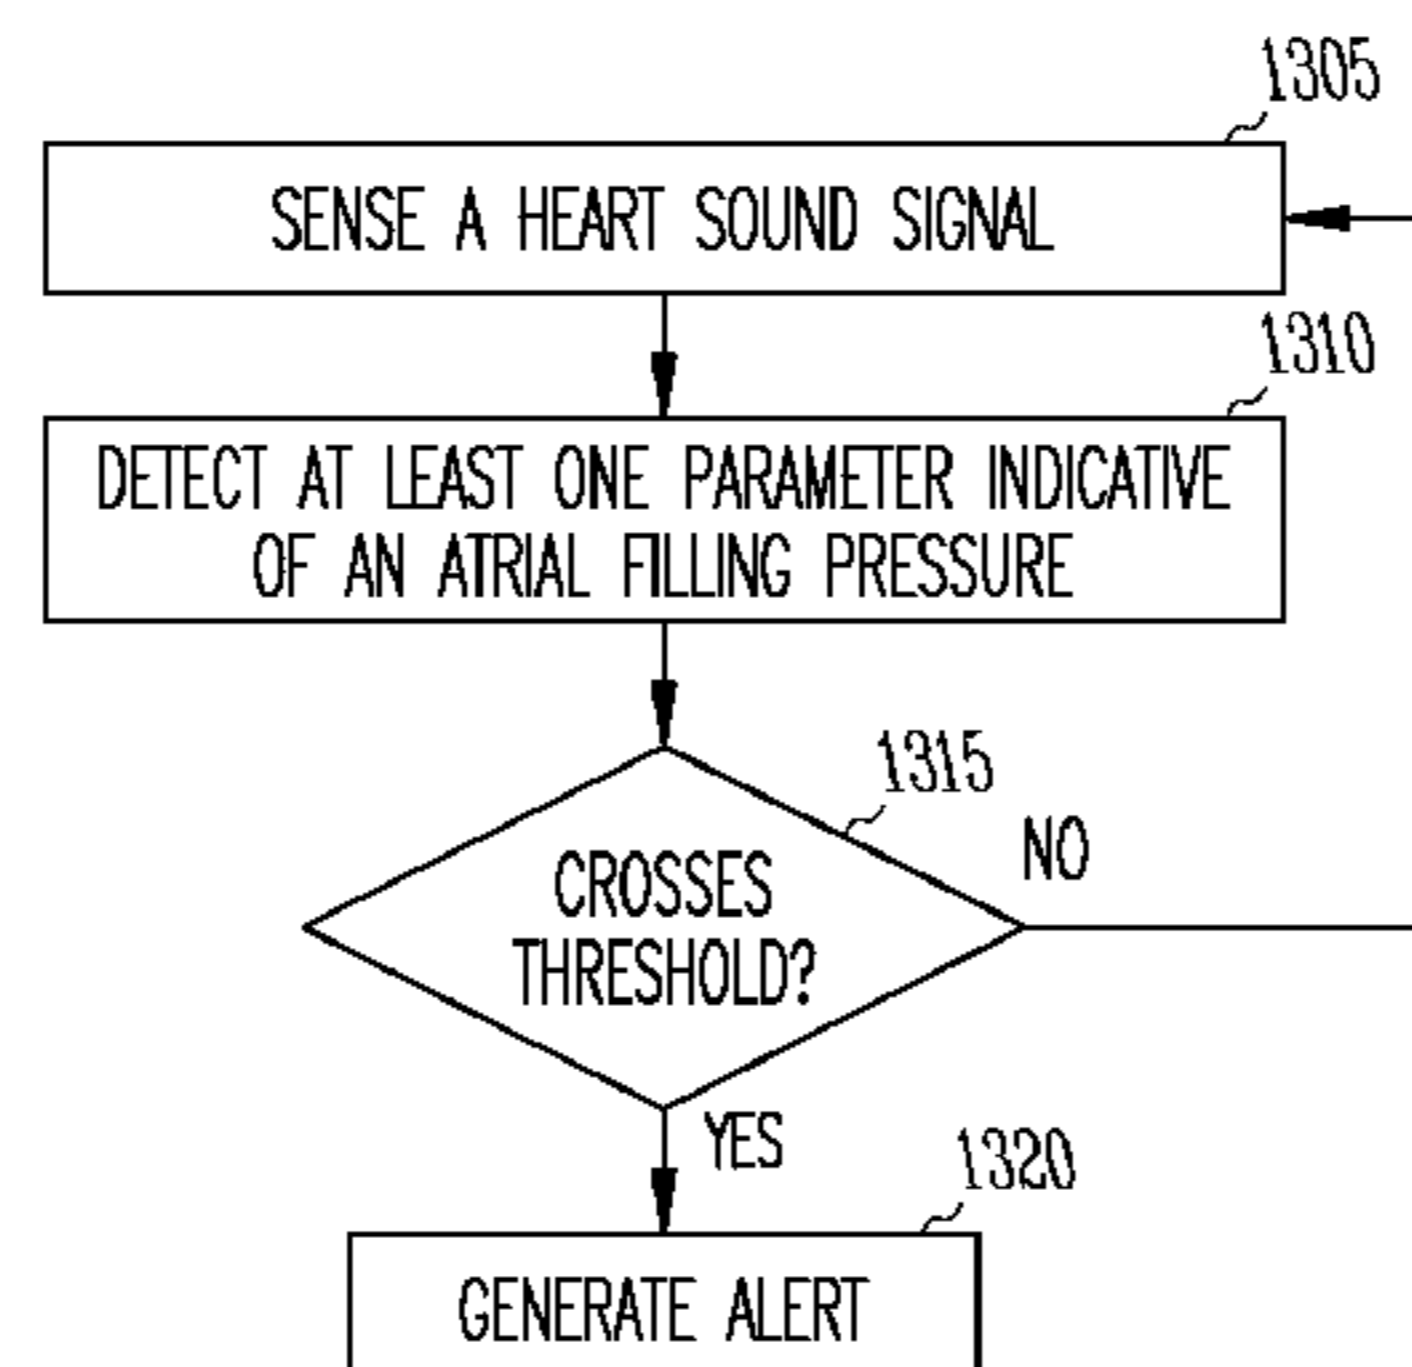 1305
SENSE A HEART SOUND SIGNAL
1310
DETECT AT LEAST ONE PARAMETER INDICATIVE
OF AN ATRIAL FILLING PRESSURE
1315
NO
CROSSES
THRESHOLD?
YES
1320
GENERATE ALERT